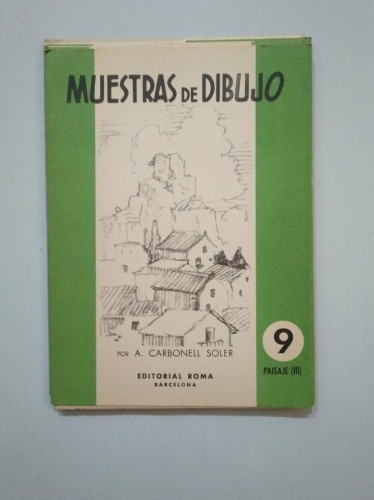 MUESTRAS DE DIBUJO
POR A. CARBONELL SOLER
EDITORIAL ROMA
BARCELONA
9
PAISAJE (III)